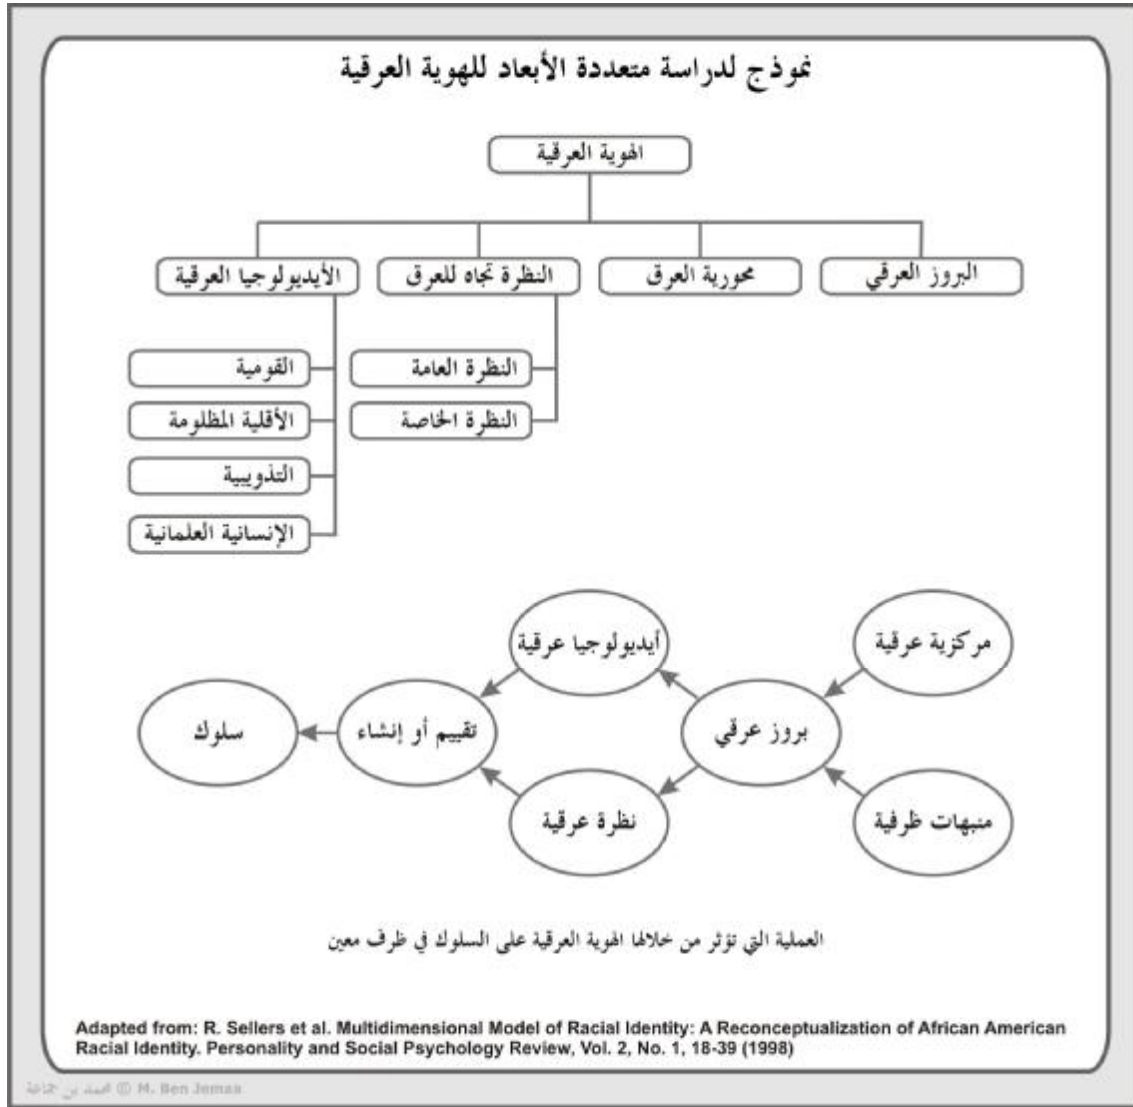 نموذج لدراسة متعددة الأبعاد للهوية العرقية
الهوية العرقية
البروز العرقي
محورية العرق
النظرة تجاه للعرق
الأيديولوجيا العرقية
النظرة العامة
النظرة الخاصة
القومية
الأقلية المظلومة
التذويبية
الإنسانية العلمانية
مركزية عرقية
أيديولوجيا عرقية
بروز عرقي
تقييم أو إنشاء
سلوك
منبهات ظرفية
نظرة عرقية
العملية التي تؤثر من خلالها الهوية العرقية على السلوك في ظرف معين
Adapted from: R. Sellers et al. Multidimensional Model of Racial Identity: A Reconceptualization of African American
Racial Identity. Personality and Social Psychology Review, Vol. 2, No. 1, 18-39 (1998)
محمد بن جماعة © M. Ben Jemaa